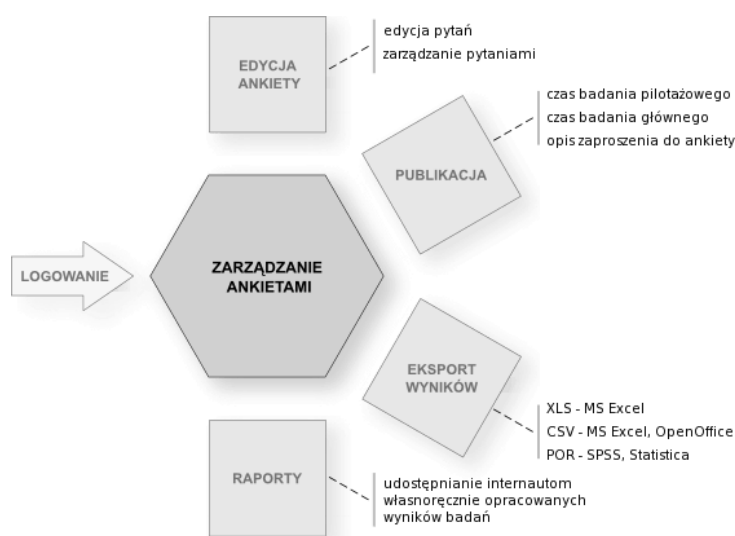 EDYCJA
ANKIETY
edycja pytań
zarządzanie pytaniami
PUBLIKACJA
czas badania pilotażowego
czas badania głównego
opis zaproszenia do ankiety
LOGOWANIE
ZARZĄDZANIE
ANKIETAMI
EKSPORT
WYNIKÓW
XLS - MS Excel
CSV - MS Excel, OpenOffice
POR - SPSS, Statistica
RAPORTY
udostępnianie internautom
własnoręcznie opracowanych
wyników badań